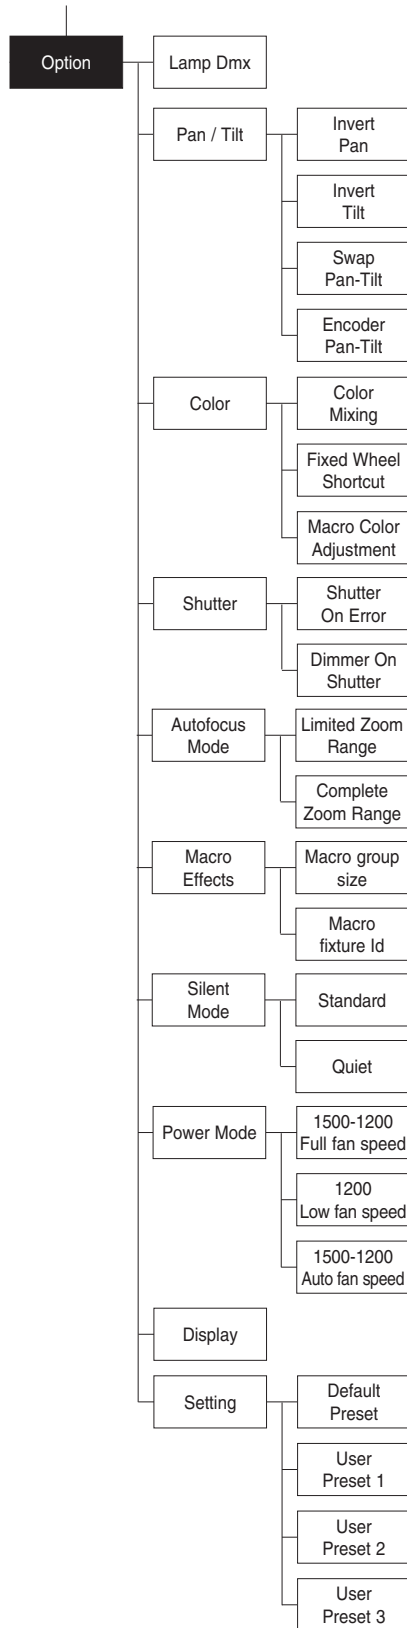 Option
Lamp Dmx
Pan / Tilt
Invert
Pan
Invert
Tilt
Swap
Pan-Tilt
Encoder
Pan-Tilt
Color
Color
Mixing
Fixed Wheel
Shortcut
Macro Color
Adjustment
Shutter
Shutter
On Error
Dimmer On
Shutter
Autofocus
Mode
Limited Zoom
Range
Complete
Zoom Range
Macro
Effects
Macro group
size
Macro
fixture Id
Silent
Mode
Standard
Quiet
Power Mode
1500-1200
Full fan speed
1200
Low fan speed
1500-1200
Auto fan speed
Display
Setting
Default
Preset
User
Preset 1
User
Preset 2
User
Preset 3